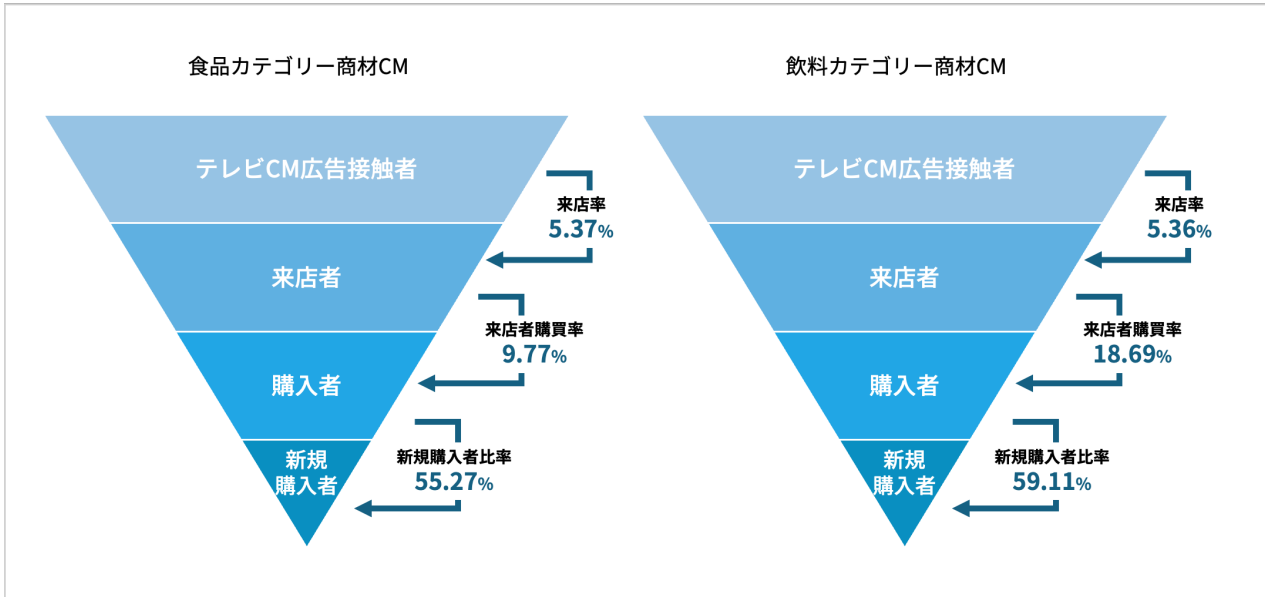 食品カテゴリー商材CM
テレビCM広告接触者
来店率
5.37%
来店者
来店者購買率
9.77%
購入者
新規購入者比率
55.27%
新規
購入者
飲料カテゴリー商材CM
テレビCM広告接触者
来店率
5.36%
来店者
来店者購買率
18.69%
購入者
新規購入者比率
59.11%
新規
購入者